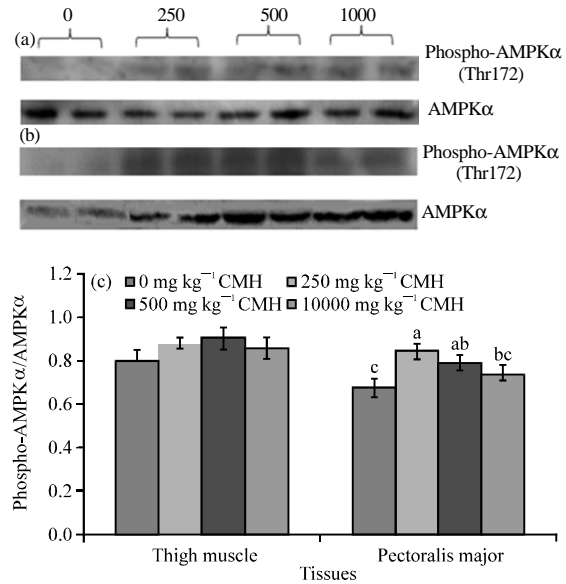 0 250 500 1000
(a)
Phospho-AMPKα
(Thr172)
AMPKα
(b)
Phospho-AMPKα
(Thr172)
AMPKα
(c)
0 mg kg⁻¹ CMH 250 mg kg⁻¹ CMH
500 mg kg⁻¹ CMH 10000 mg kg⁻¹ CMH
Phospho-AMPKα/AMPKα
1.2
1.0
0.8
0.6
0.4
0.2
0.0
c a ab bc
Thigh muscle Pectoralis major
Tissues